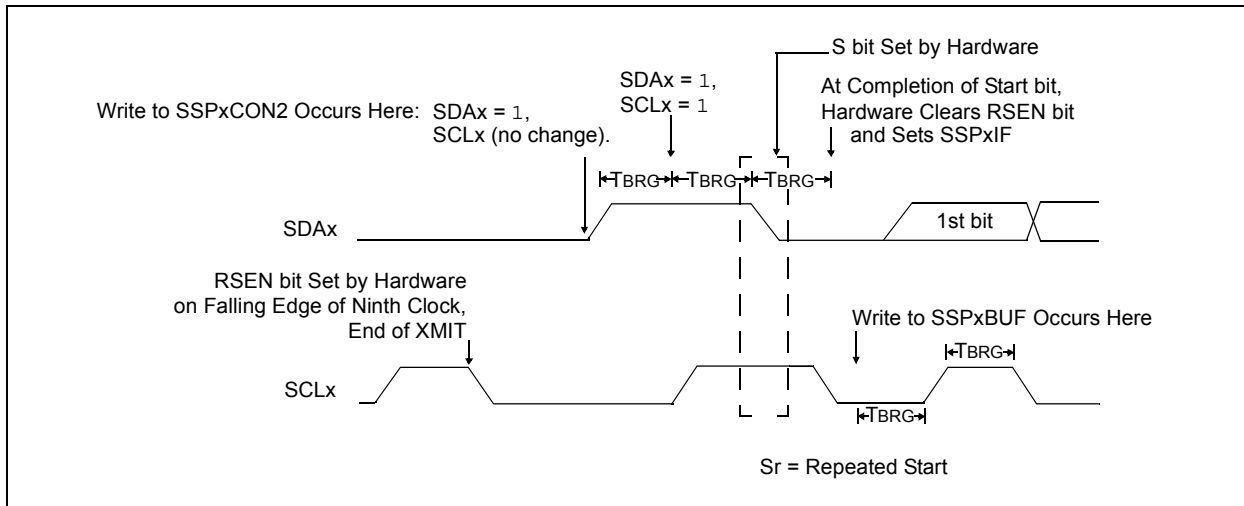 S bit Set by Hardware
SDAx = 1,
SCLx = 1
At Completion of Start bit,
Hardware Clears RSEN bit
and Sets SSPxIF
Write to SSPxCON2 Occurs Here: SDAx = 1,
SCLx (no change).
TBRG TBRG TBRG
SDAx
1st bit
RSEN bit Set by Hardware
on Falling Edge of Ninth Clock,
End of XMIT
Write to SSPxBUF Occurs Here
TBRG
SCLx
TBRG
Sr = Repeated Start